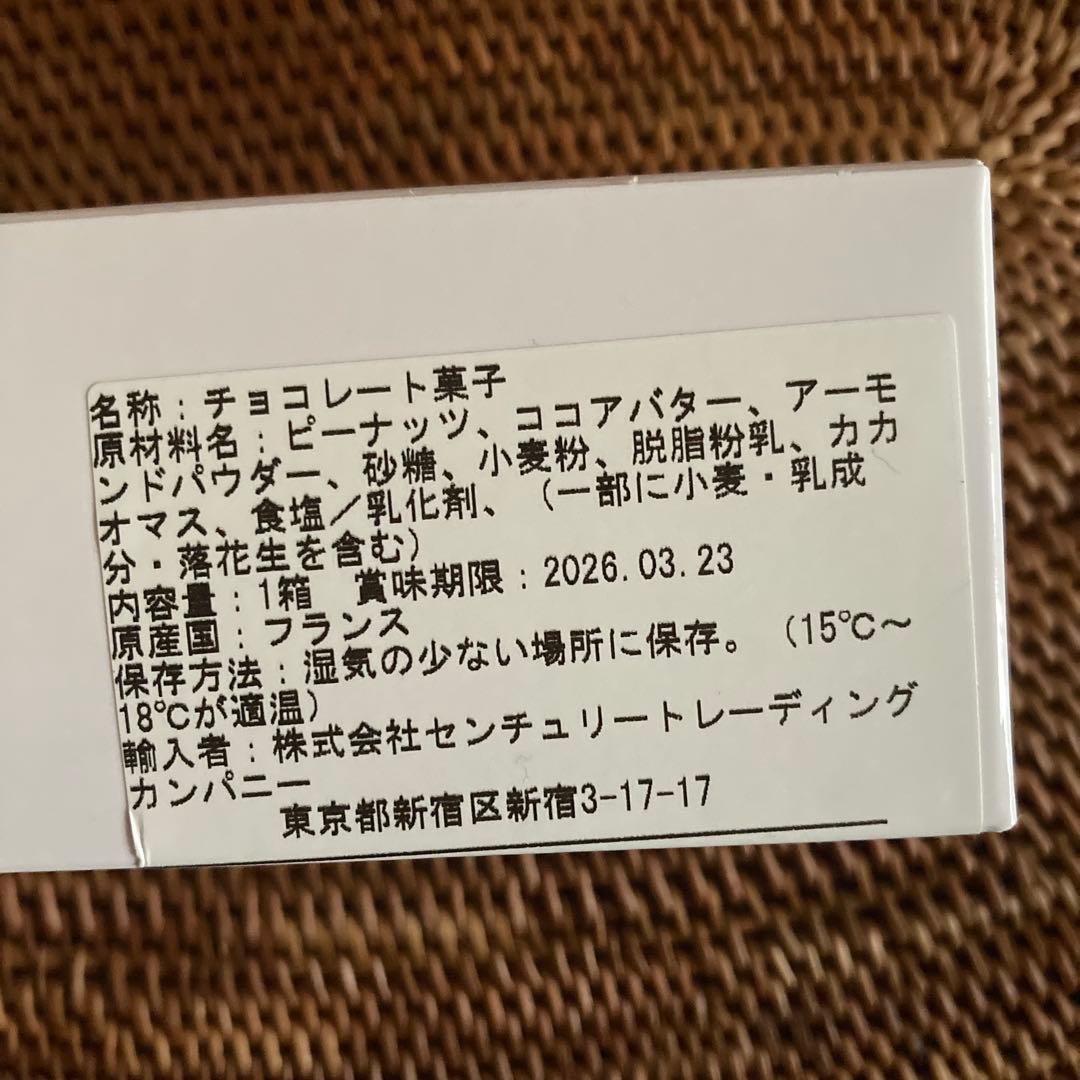 名称：チョコレート菓子
原材料名：ピーナッツ、ココアバター、アーモ
ンドパウダー、砂糖、小麦粉、脱脂粉乳、カカ
オマス、食塩／乳化剤、（一部に小麦・乳成
分・落花生を含む）
内容量：1箱　賞味期限：2026.03.23
原産国：フランス
保存方法：湿気の少ない場所に保存。（15℃～
18℃が適温）
輸入者：株式会社センチュリートレーディング
カンパニー
東京都新宿区新宿3-17-17